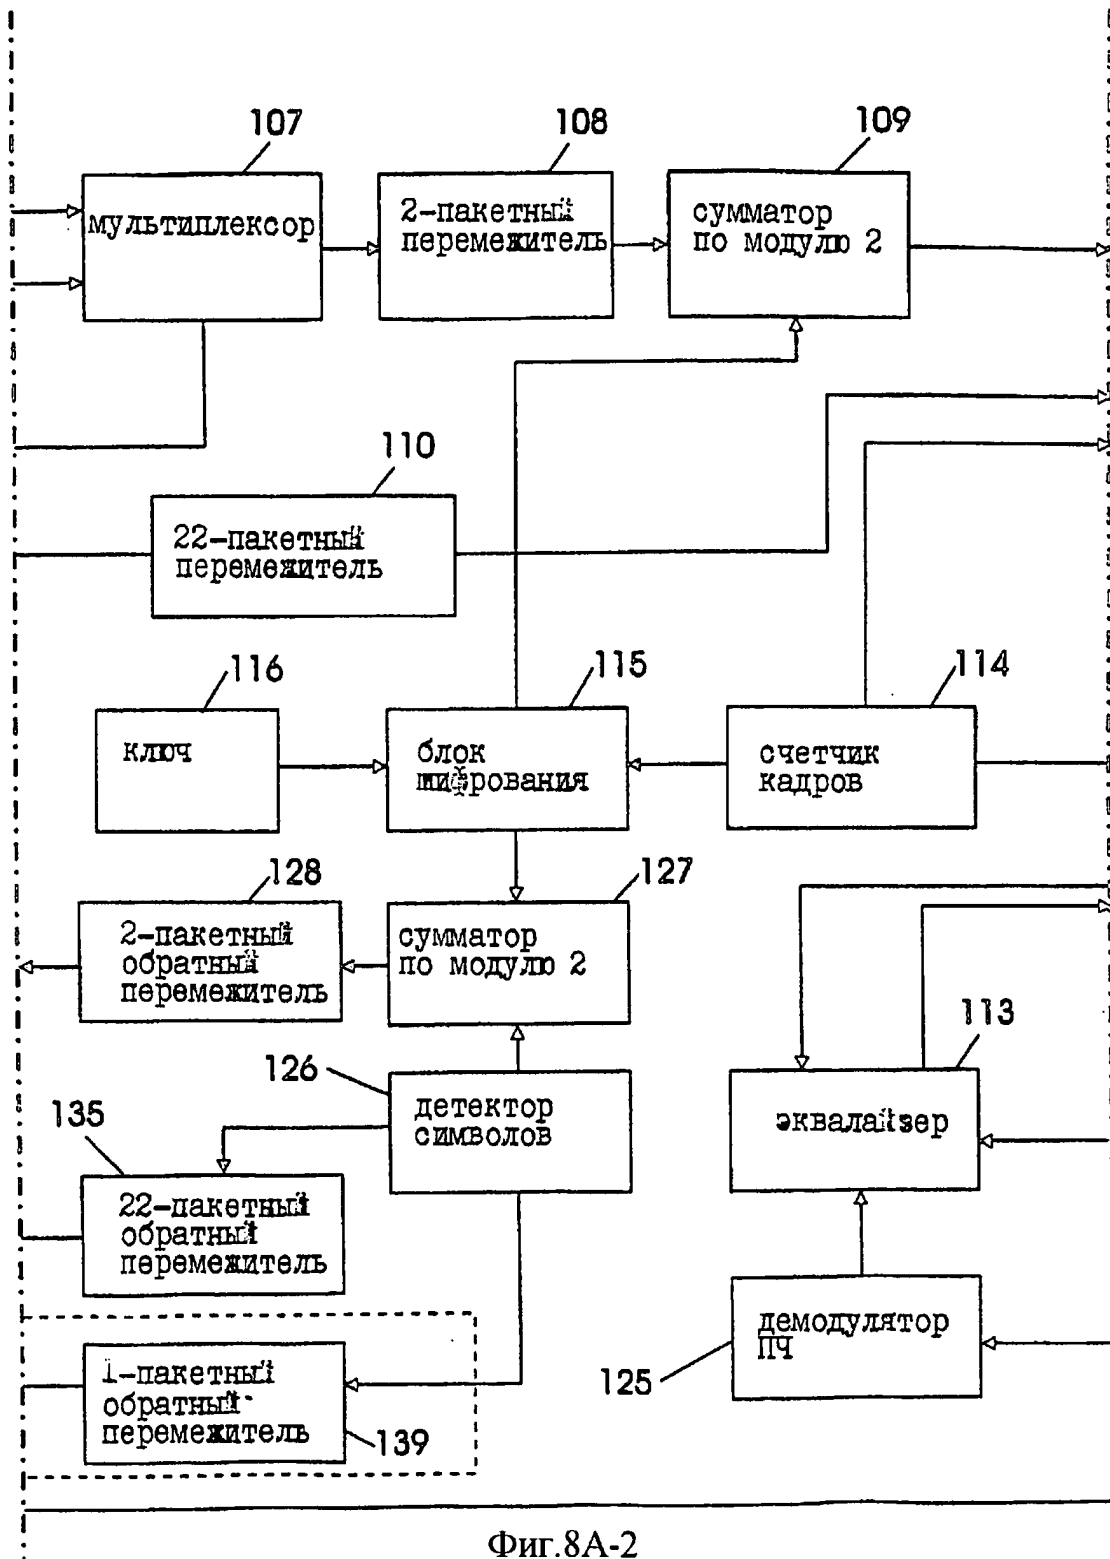 107
108
109
мультиплексор
2-пакетный
перемежитель
сумматор
по модулю 2
110
22-пакетный
перемежитель
116
115
114
ключ
блок
шифрования
счетчик
кадров
128
127
2-пакетный
обратный
перемежитель
сумматор
по модулю 2
113
126
135
детектор
символов
эквалайзер
22-пакетный
обратный
перемежитель
демодулятор
ПЧ
125
1-пакетный
обратный
перемежитель
139
Фиг.8А-2